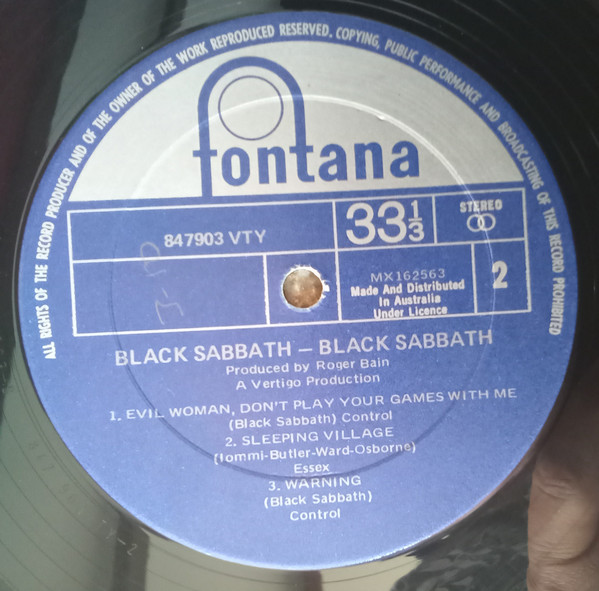 ALL RIGHTS OF THE RECORD PRODUCER AND OF THE OWNER OF THE WORK REPRODUCED RESERVED. COPYING, PUBLIC PERFORMANCE AND BROADCASTING OF THIS RECORD PROHIBITED
fontana
847903 VTY
33⅓
STEREO
MX162563
Made And Distributed
In Australia
Under Licence
2
BLACK SABBATH – BLACK SABBATH
Produced by Roger Bain
A Vertigo Production
1. EVIL WOMAN, DON'T PLAY YOUR GAMES WITH ME
(Black Sabbath) Control
2. SLEEPING VILLAGE
(Iommi-Butler-Ward-Osborne)
Essex
3. WARNING
(Black Sabbath)
Control